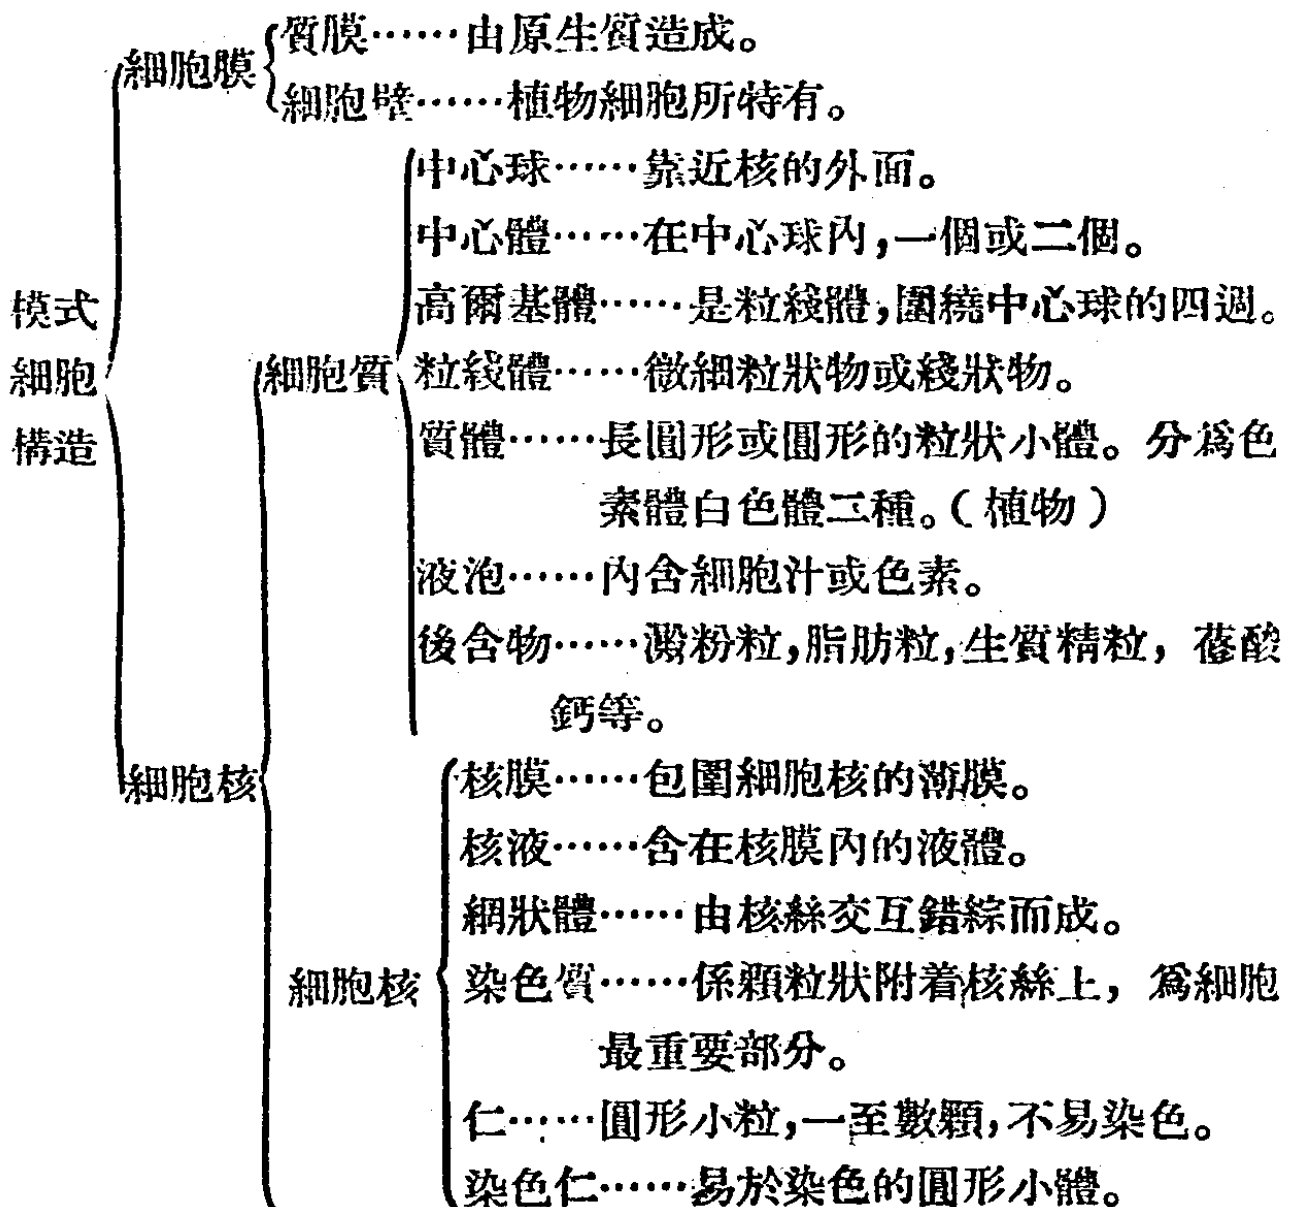 模式
細胞
構造
細胞膜
質膜……由原生質造成。
細胞壁……植物細胞所特有。
細胞核
細胞質
中心球……靠近核的外面。
中心體……在中心球內,一個或二個。
高爾基體……是粒綫體,圍繞中心球的四週。
粒綫體……微細粒狀物或綫狀物。
質體……長圓形或圓形的粒狀小體。分爲色
素體白色體二種。(植物)
液泡……內含細胞汁或色素。
後含物……澱粉粒,脂肪粒,生質精粒,蓚酸
鈣等。
細胞核
核膜……包圍細胞核的薄膜。
核液……含在核膜內的液體。
網狀體……由核絲交互錯綜而成。
染色質……係顆粒狀附着核絲上,爲細胞
最重要部分。
仁……圓形小粒,一至數顆,不易染色。
染色仁……易於染色的圓形小體。